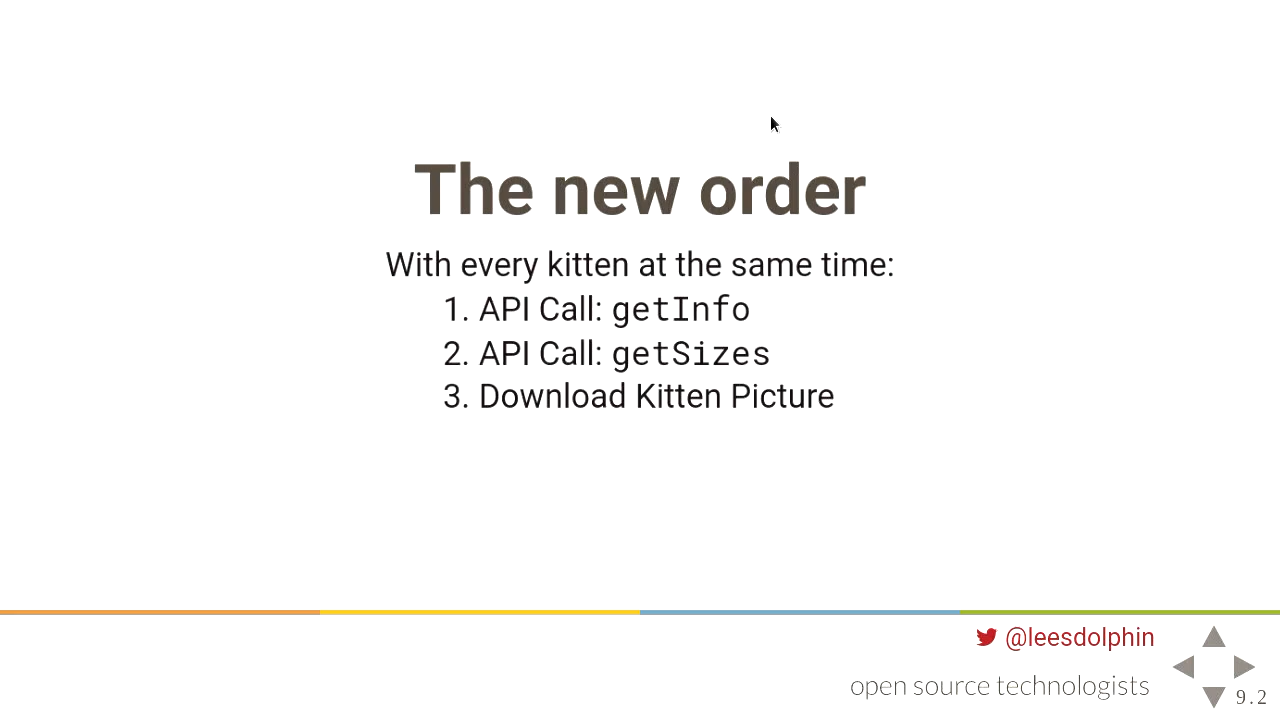 The new order
With every kitten at the same time:
1. API Call: getInfo
2. API Call: getSizes
3. Download Kitten Picture
@leesdolphin
open source technologists
9.2